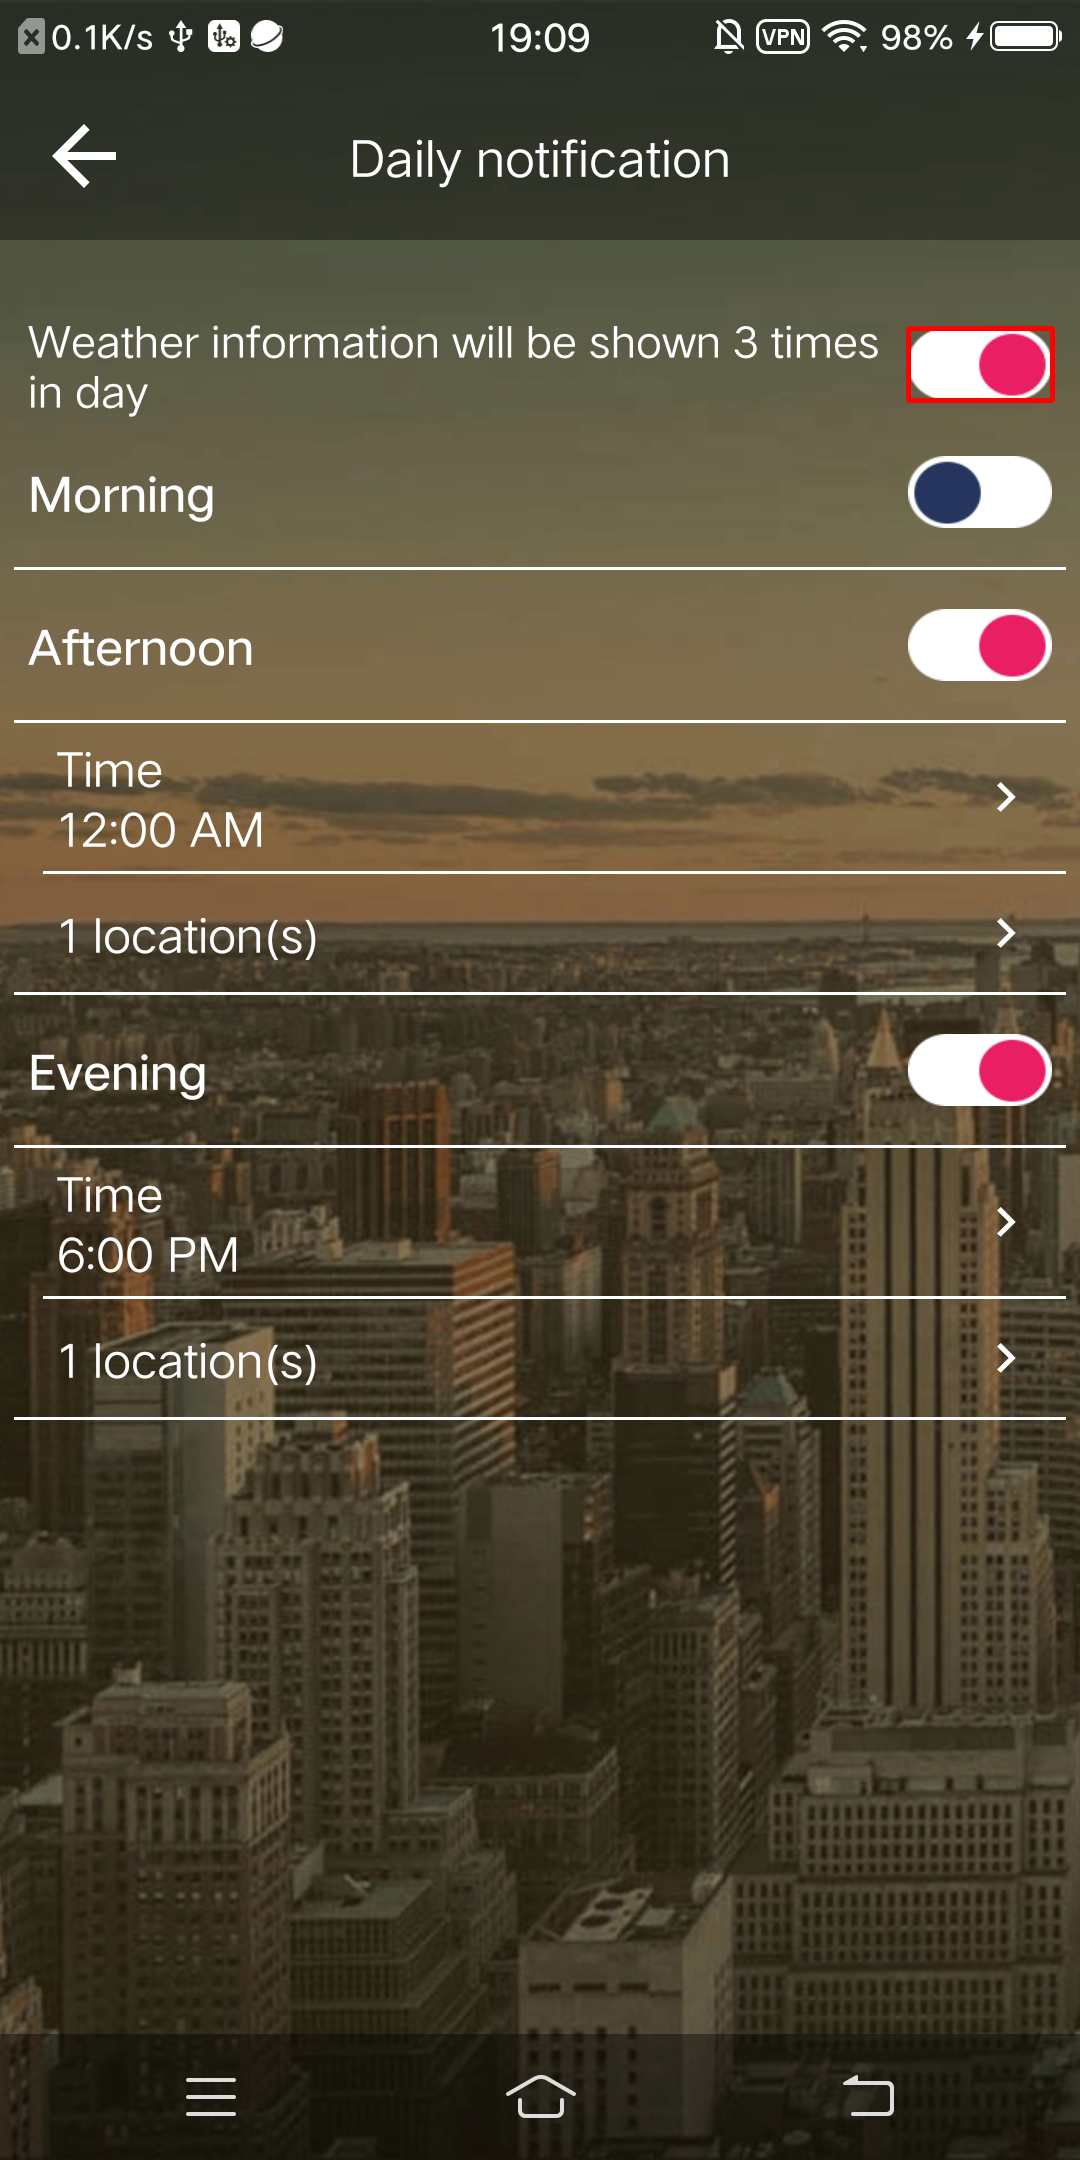 0.1K/s 19:09 VPN 98%
Daily notification
Weather information will be shown 3 times
in day
Morning
Afternoon
Time
12:00 AM
1 location(s)
Evening
Time
6:00 PM
1 location(s)